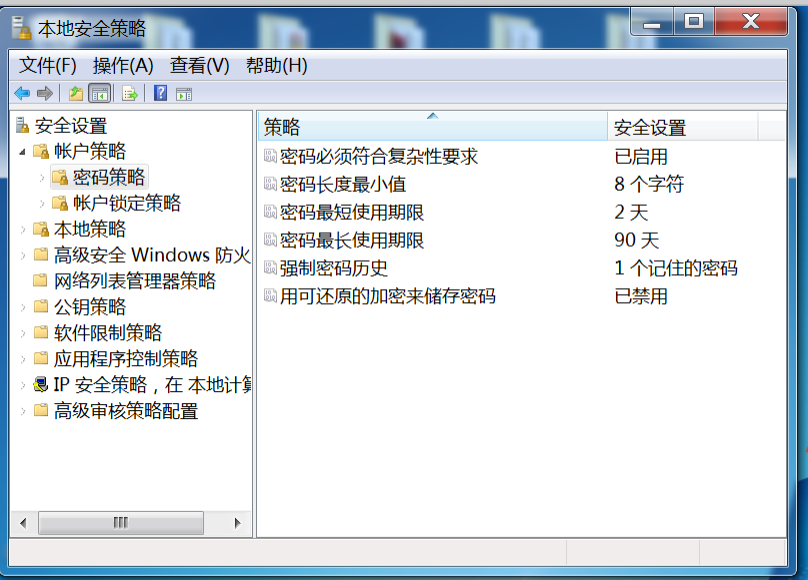 本地安全策略
文件(F) 操作(A) 查看(V) 帮助(H)
安全设置
帐户策略
密码策略
帐户锁定策略
本地策略
高级安全 Windows 防火
网络列表管理器策略
公钥策略
软件限制策略
应用程序控制策略
IP 安全策略，在 本地计算
高级审核策略配置
策略 安全设置
密码必须符合复杂性要求 已启用
密码长度最小值 8 个字符
密码最短使用期限 2 天
密码最长使用期限 90 天
强制密码历史 1 个记住的密码
用可还原的加密来储存密码 已禁用